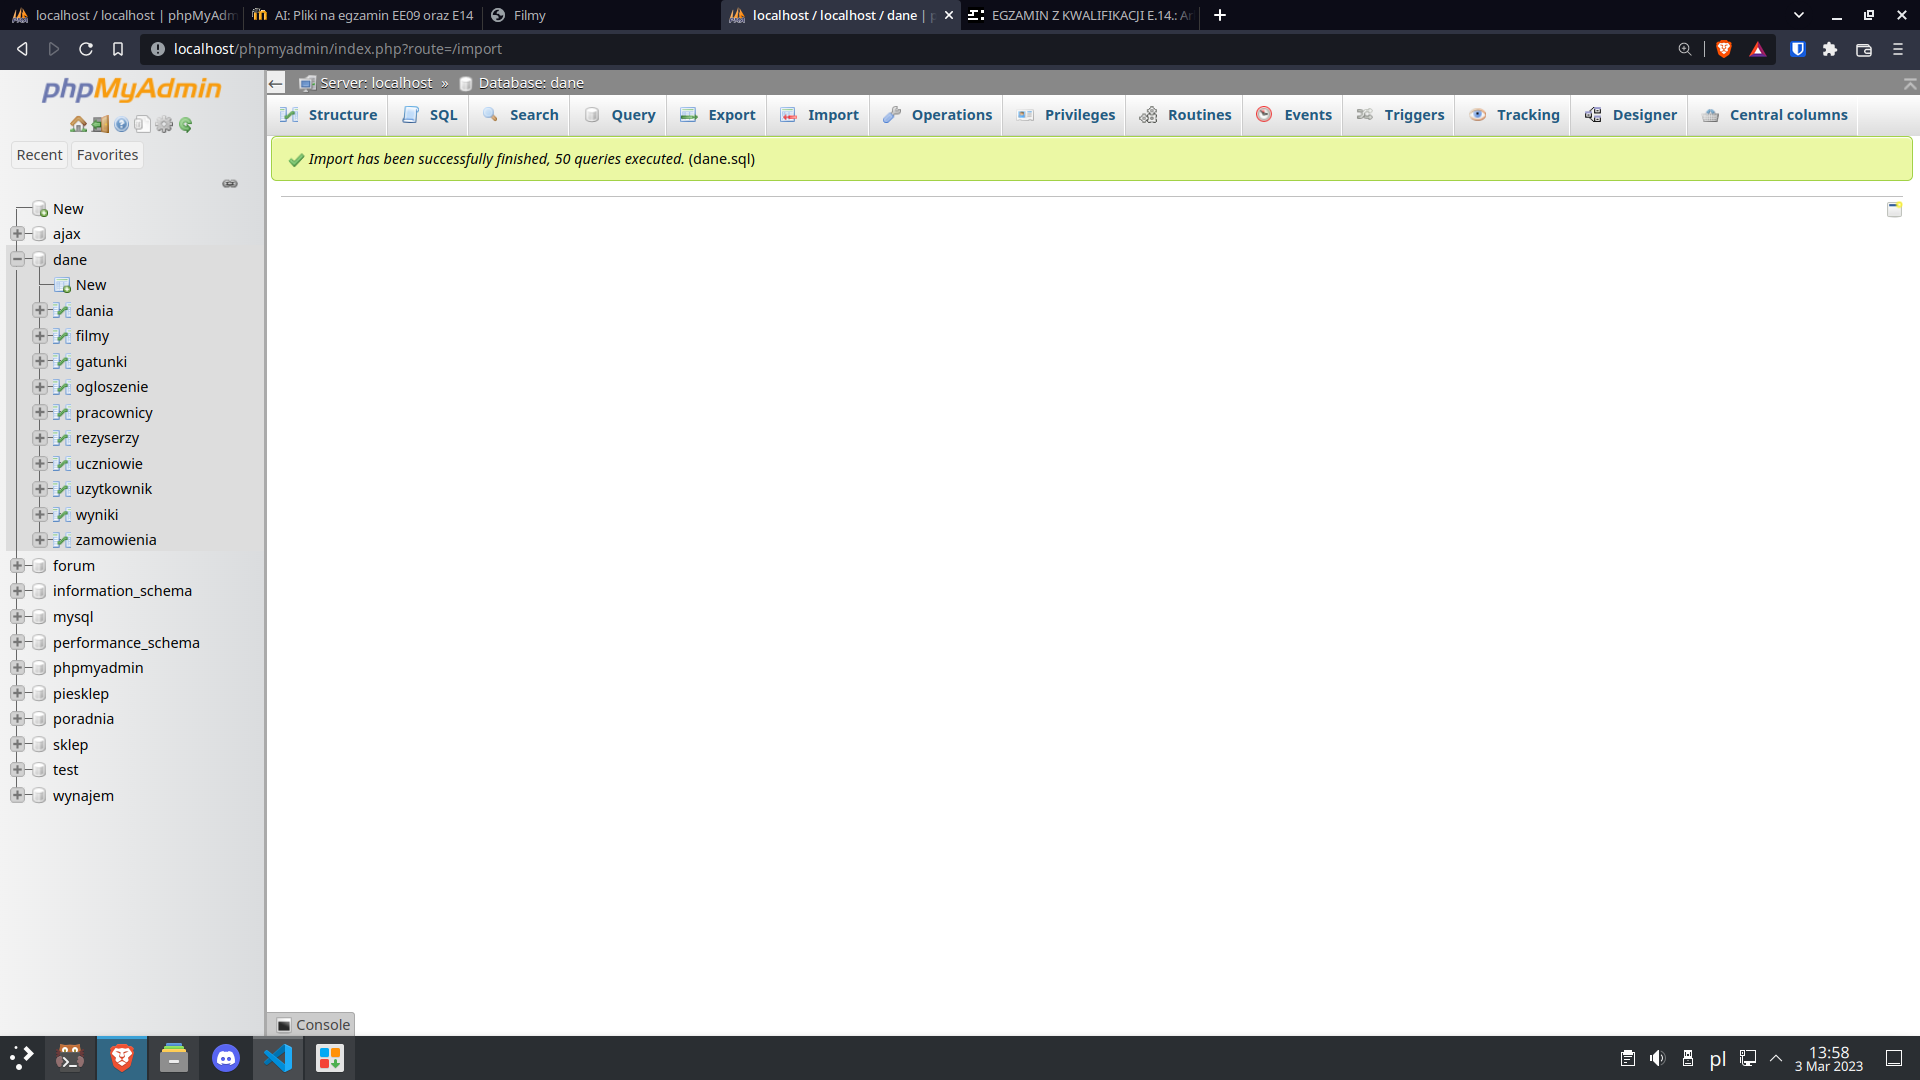 localhost / localhost | phpMyAdm
AI: Pliki na egzamin EE09 oraz E14
Filmy
localhost / localhost / dane | p
EGZAMIN Z KWALIFIKACJI E.14.: Ar
localhost/phpmyadmin/index.php?route=/import
phpMyAdmin
Recent
Favorites
New
ajax
dane
New
dania
filmy
gatunki
ogloszenie
pracownicy
rezyserzy
uczniowie
uzytkownik
wyniki
zamowienia
forum
information_schema
mysql
performance_schema
phpmyadmin
piesklep
poradnia
sklep
test
wynajem
Server: localhost » Database: dane
Structure
SQL
Search
Query
Export
Import
Operations
Privileges
Routines
Events
Triggers
Tracking
Designer
Central columns
Import has been successfully finished, 50 queries executed. (dane.sql)
Console
pl
13:58
3 Mar 2023